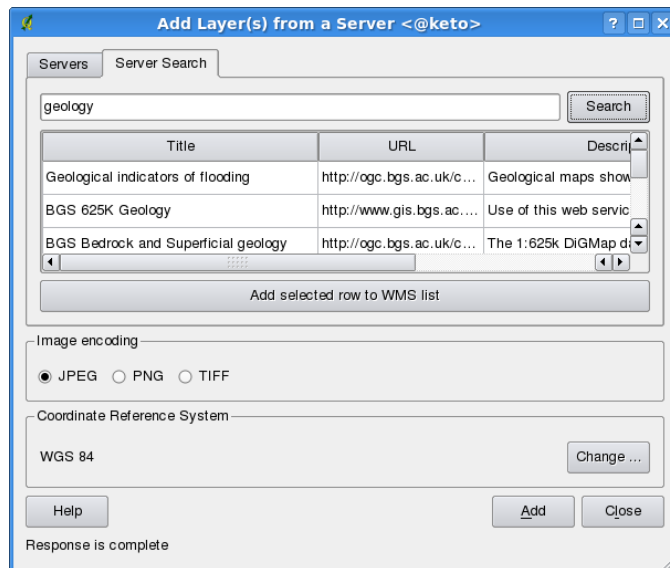 Add Layer(s) from a Server <@keto>
Servers Server Search
geology Search
Title URL Descrip
Geological indicators of flooding http://ogc.bgs.ac.uk/c... Geological maps show
BGS 625K Geology http://www.gis.bgs.ac.... Use of this web servic
BGS Bedrock and Superficial geology http://ogc.bgs.ac.uk/c... The 1:625k DiGMap da
Add selected row to WMS list
Image encoding
JPEG PNG TIFF
Coordinate Reference System
WGS 84 Change ...
Help Add Close
Response is complete